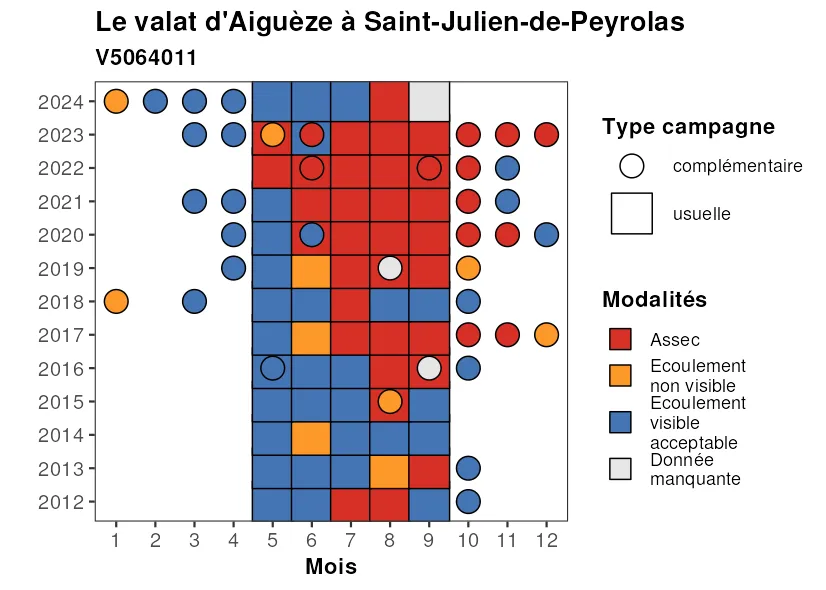 Le valat d'Aiguèze à Saint-Julien-de-Peyrolas
V5064011
2024
2023
2022
2021
2020
2019
2018
2017
2016
2015
2014
2013
2012
1 2 3 4 5 6 7 8 9 10 11 12
Mois
Type campagne
complémentaire
usuelle
Modalités
Assec
Ecoulement
non visible
Ecoulement
visible
acceptable
Donnée
manquante